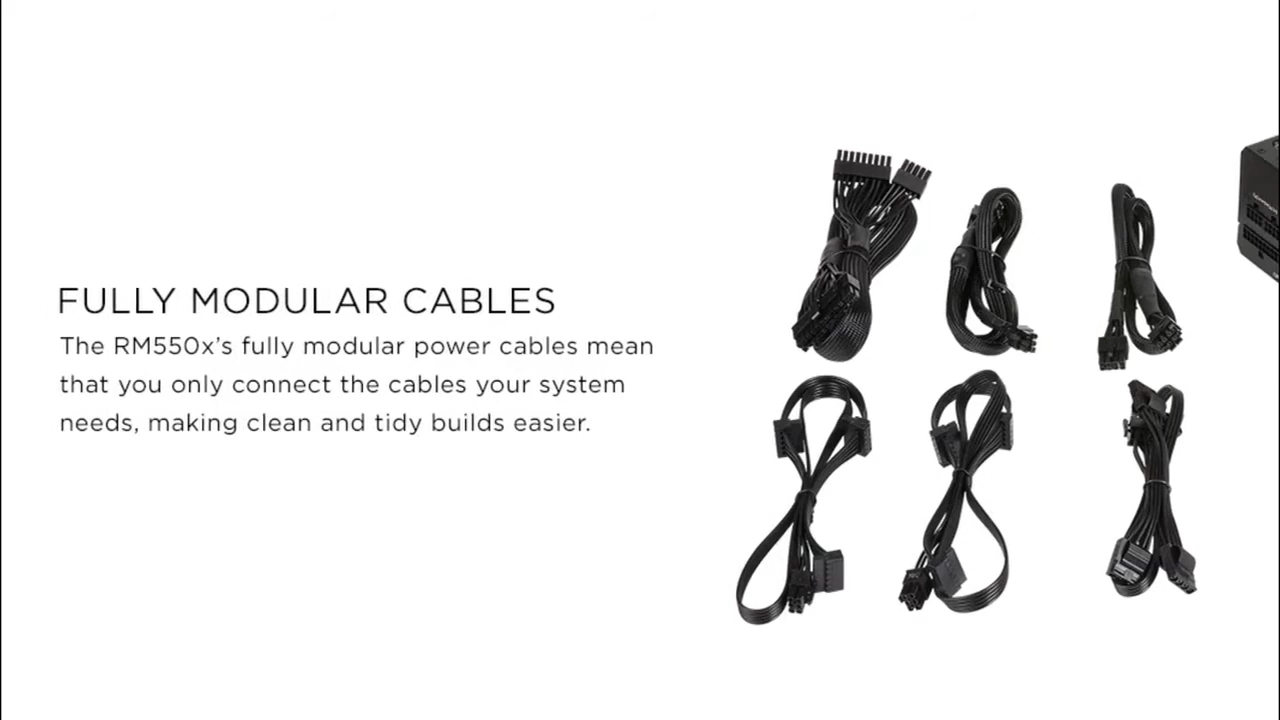 FULLY MODULAR CABLES
The RM550x’s fully modular power cables mean
that you only connect the cables your system
needs, making clean and tidy builds easier.